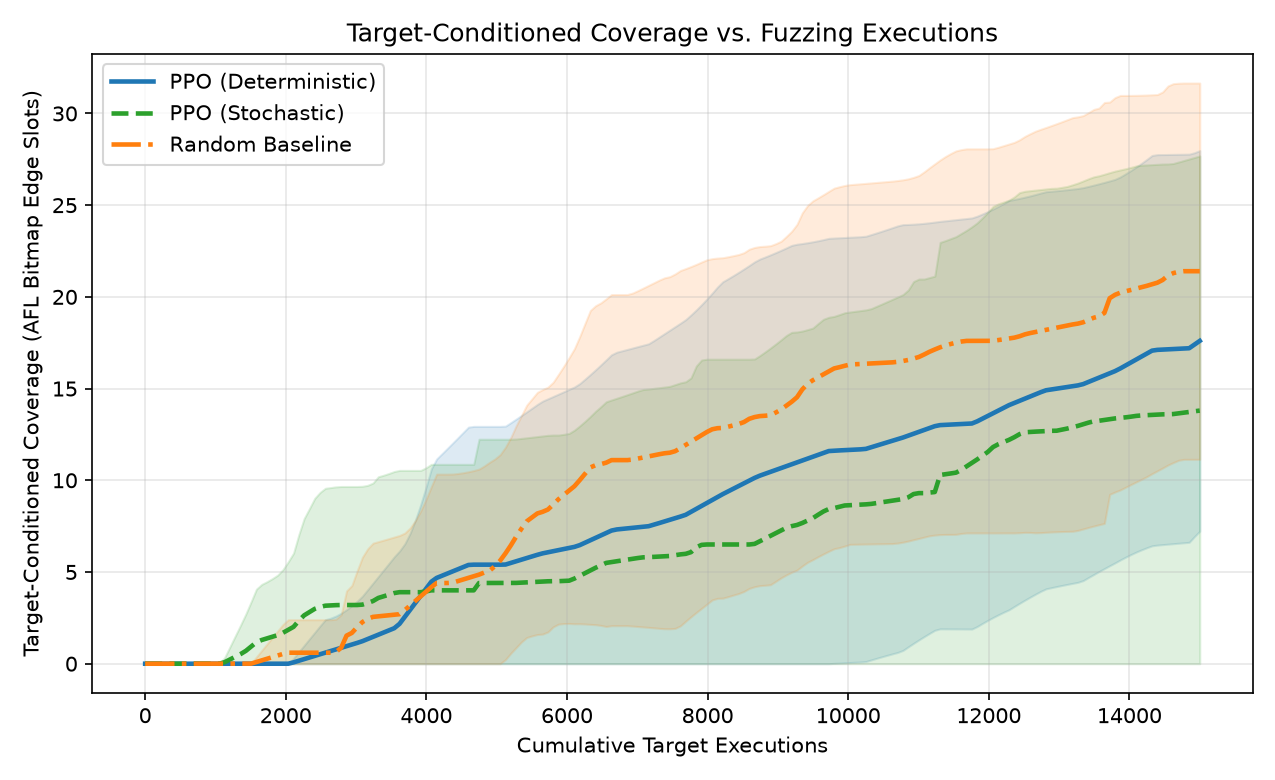 Target-Conditioned Coverage vs. Fuzzing Executions
PPO (Deterministic)
PPO (Stochastic)
Random Baseline
Target-Conditioned Coverage (AFL Bitmap Edge Slots)
30
25
20
15
10
5
0
0 2000 4000 6000 8000 10000 12000 14000
Cumulative Target Executions